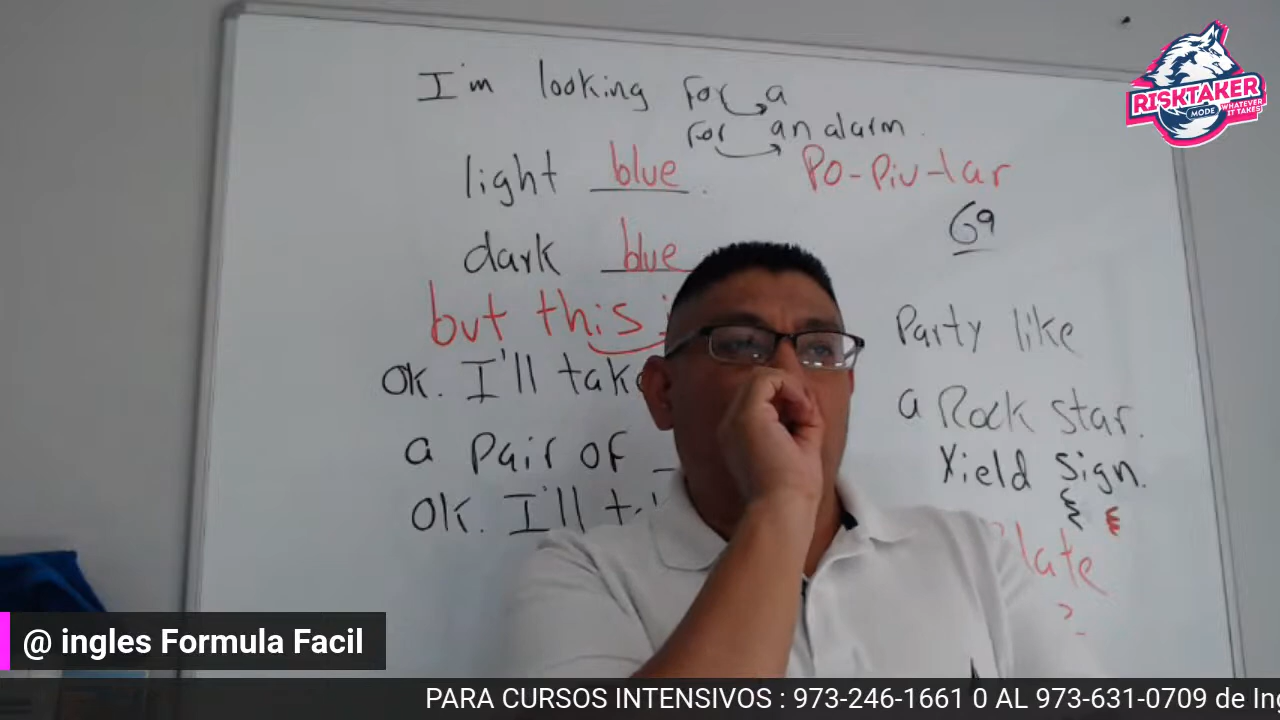 I'm looking for a
for an alarm.
light blue.
Po-Piu-lar
69
dark blue
but this
Party like
OK. I'll take
a Rock star.
a Pair of
Yield Sign.
OK. I'll
late
?
RISKTAKER
MODE WHATEVER IT TAKES
@ ingles Formula Facil
PARA CURSOS INTENSIVOS : 973-246-1661 0 AL 973-631-0709 de